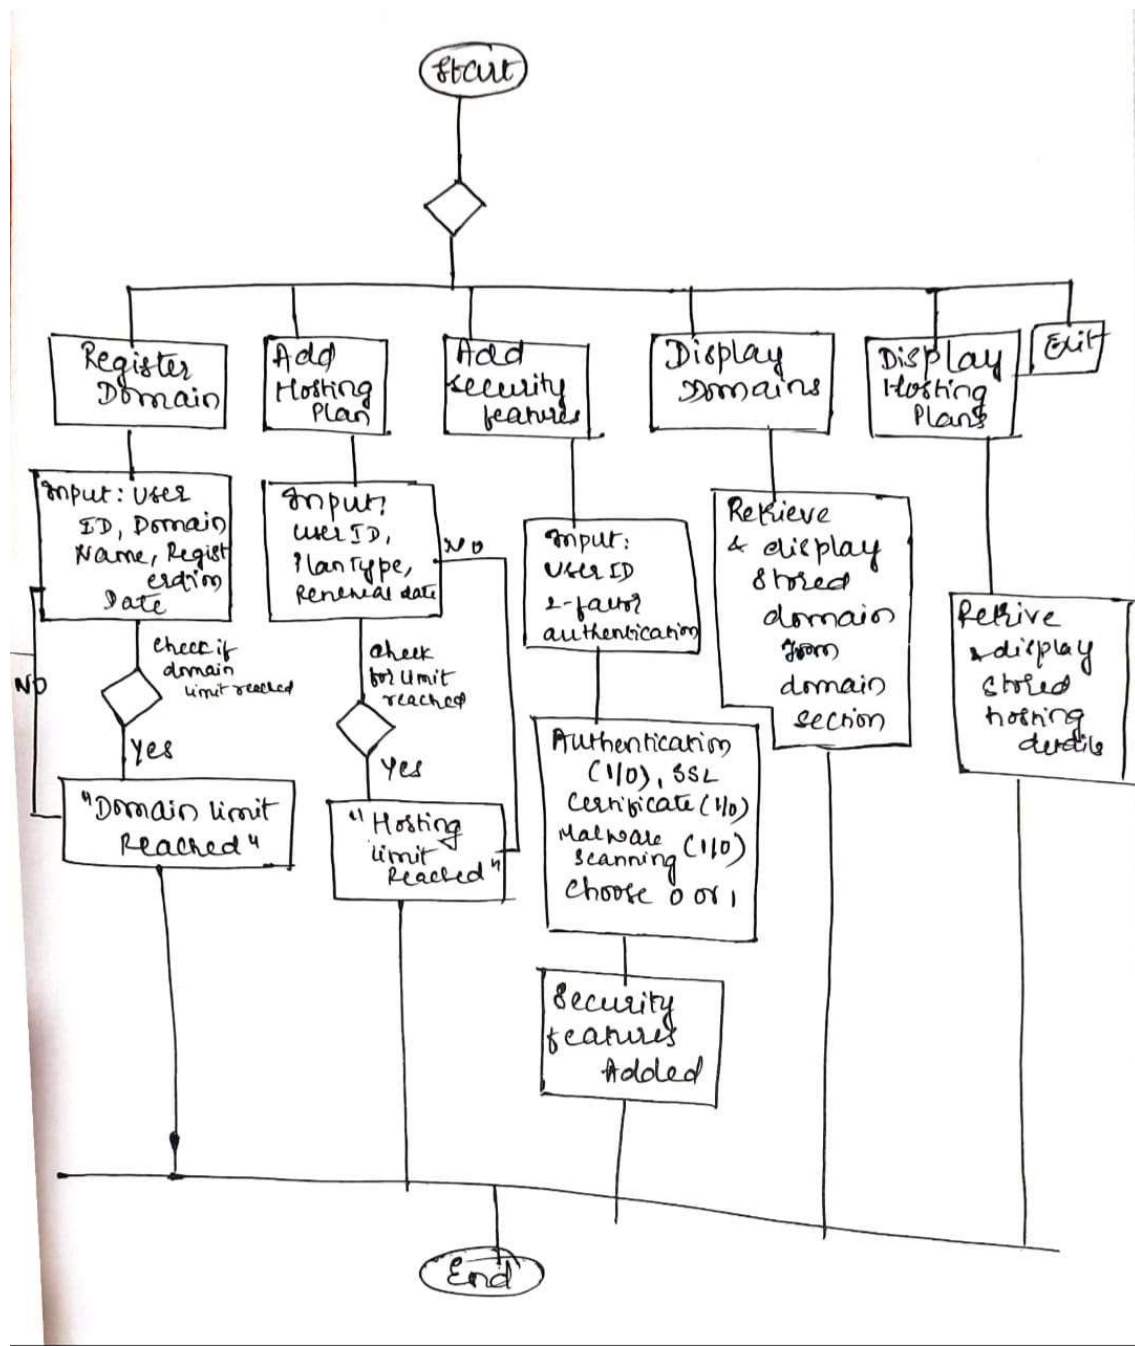 Start
Register
Domain
Add
Hosting
Plan
Add
security
features
Display
Domains
Display
Hosting
Plans
Exit
Input: User
ID, Domain
Name, Regist
eration
Date
Input:
User ID,
Plan Type,
Renewal date
NO
Input:
User ID
2-factor
authentication
Retrieve
& display
stored
domain
from
domain
section
Retrive
& display
stored
hosting
details
check if
domain
limit reached
NO
Yes
check
for limit
reached
Yes
"Domain limit
Reached"
"Hosting
limit
Reached"
Authentication
(1/0), SSL
Certificate (1/0)
Malware
Scanning (1/0)
Choose 0 or 1
Security
features
Added
End